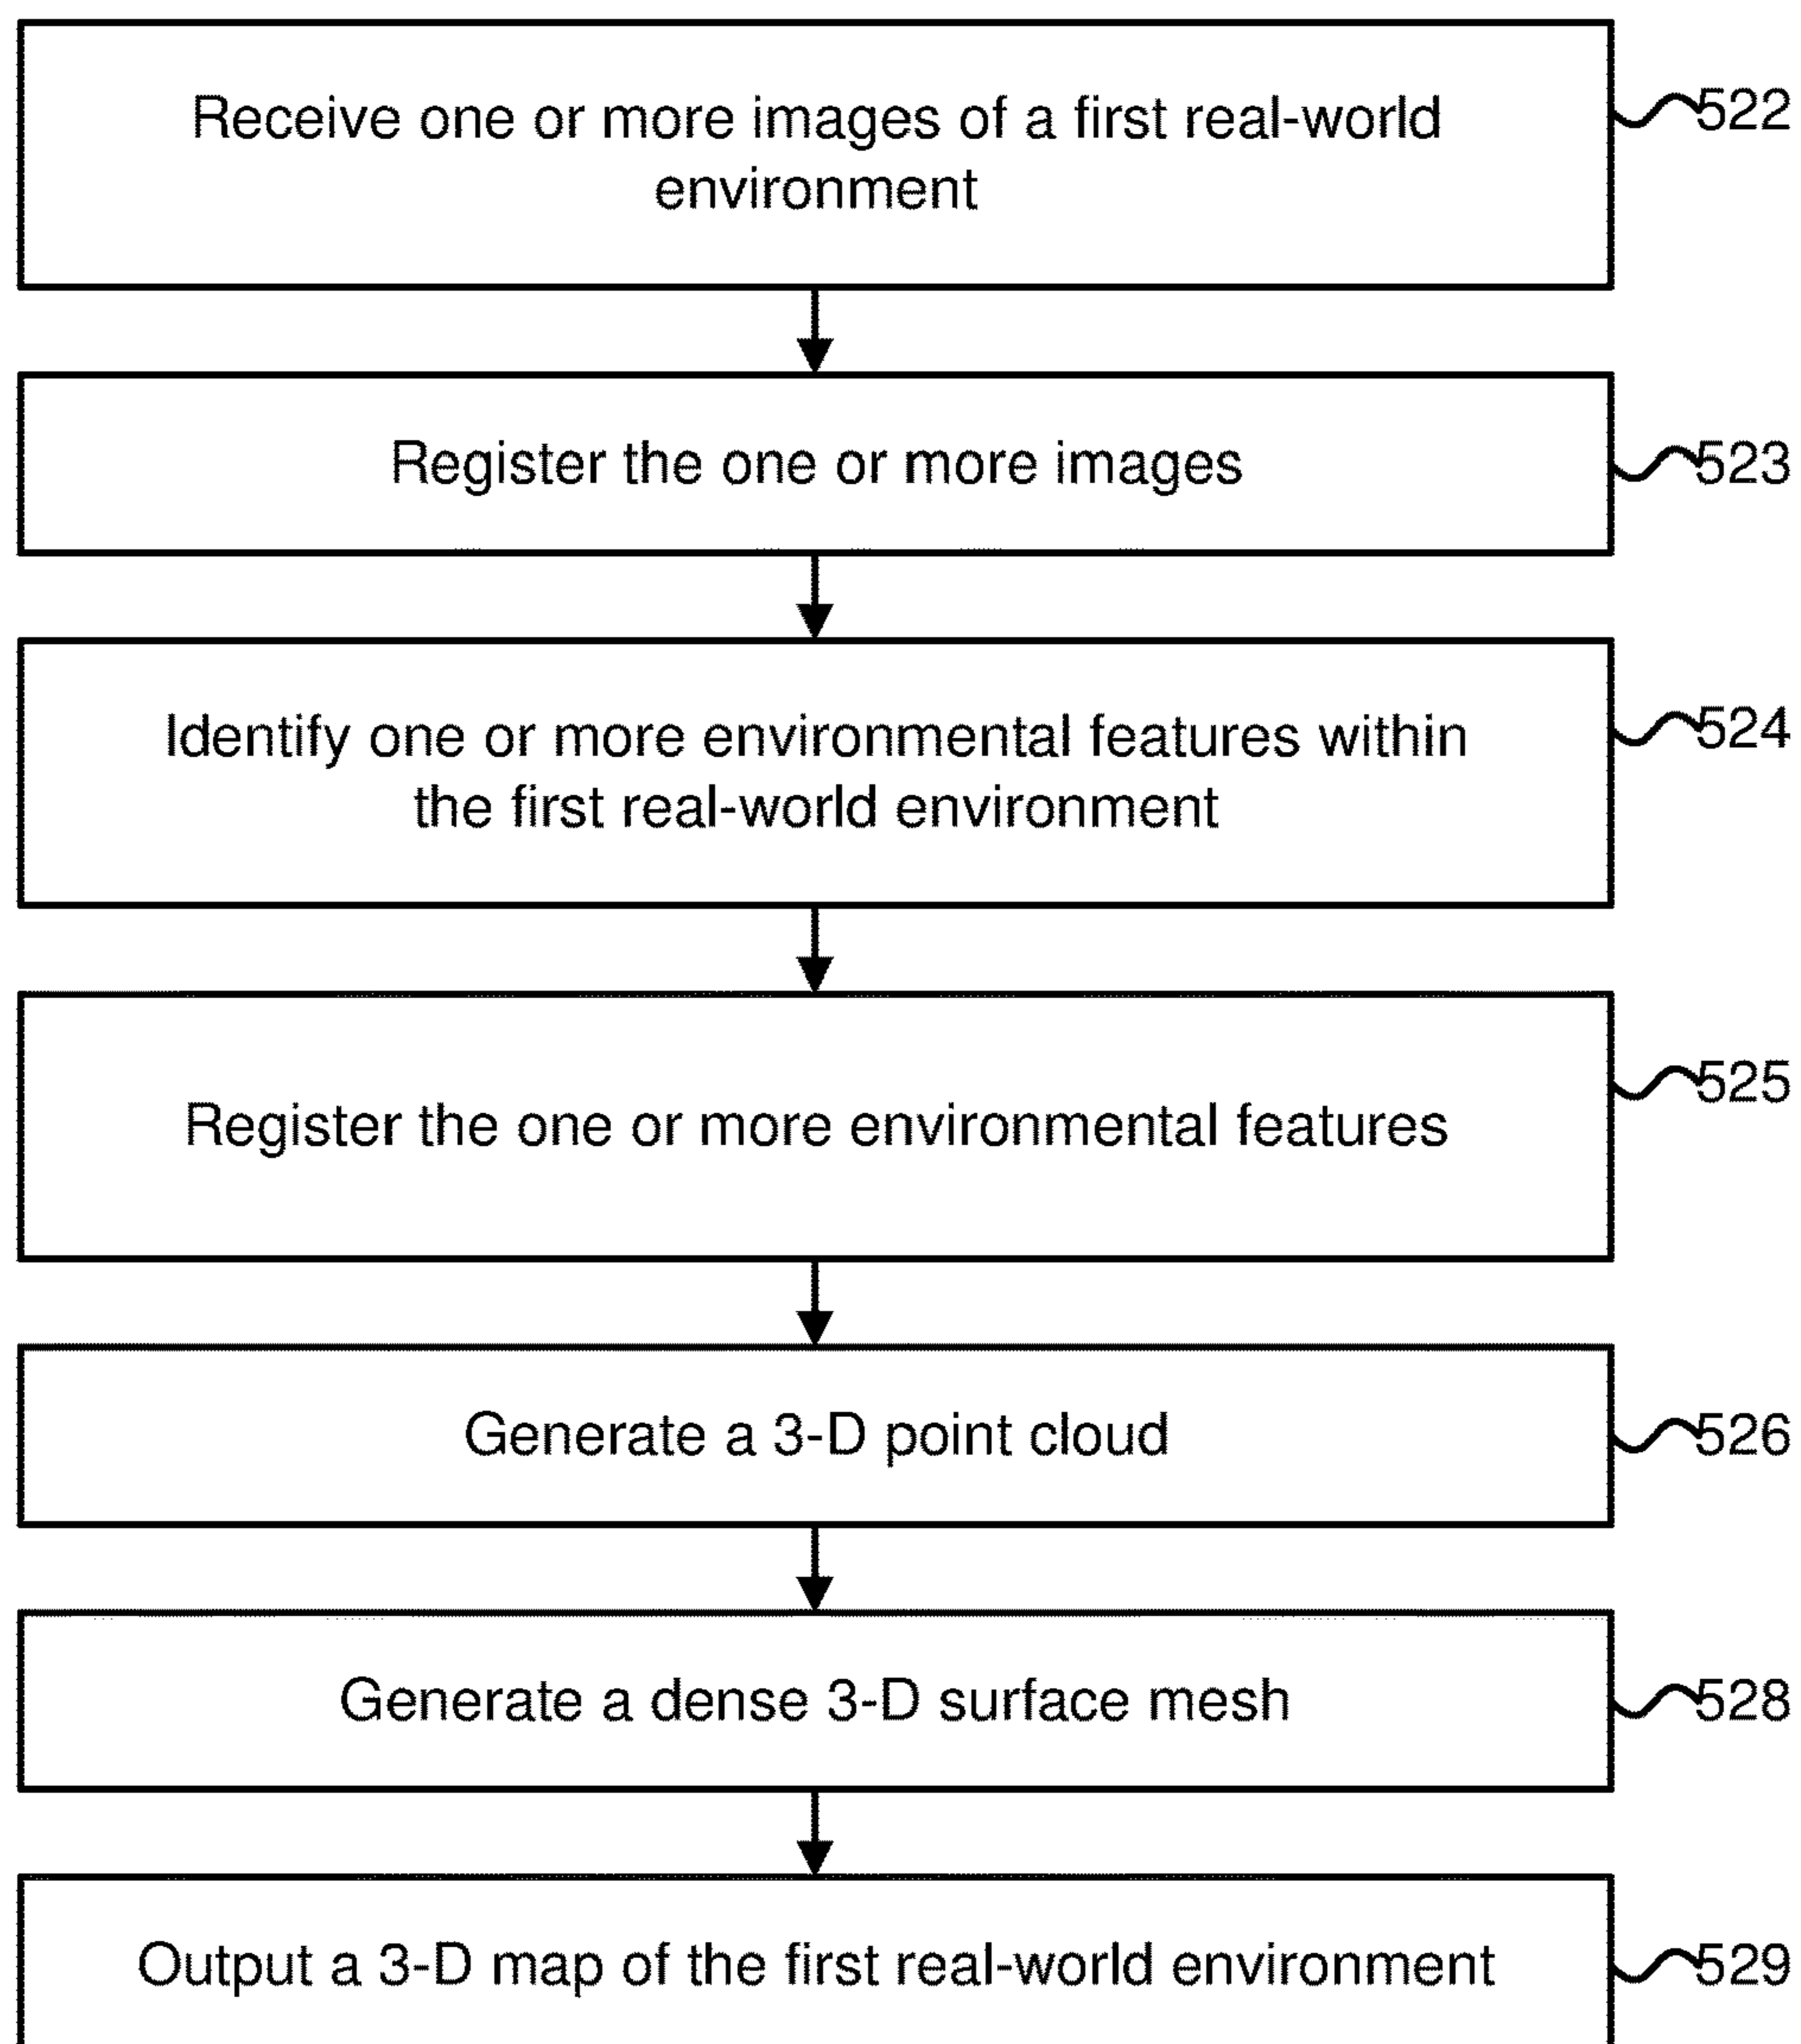 Receive one or more images of a first real-world
environment
522
Register the one or more images
523
Identify one or more environmental features within
the first real-world environment
524
Register the one or more environmental features
525
Generate a 3-D point cloud
526
Generate a dense 3-D surface mesh
528
Output a 3-D map of the first real-world environment
529